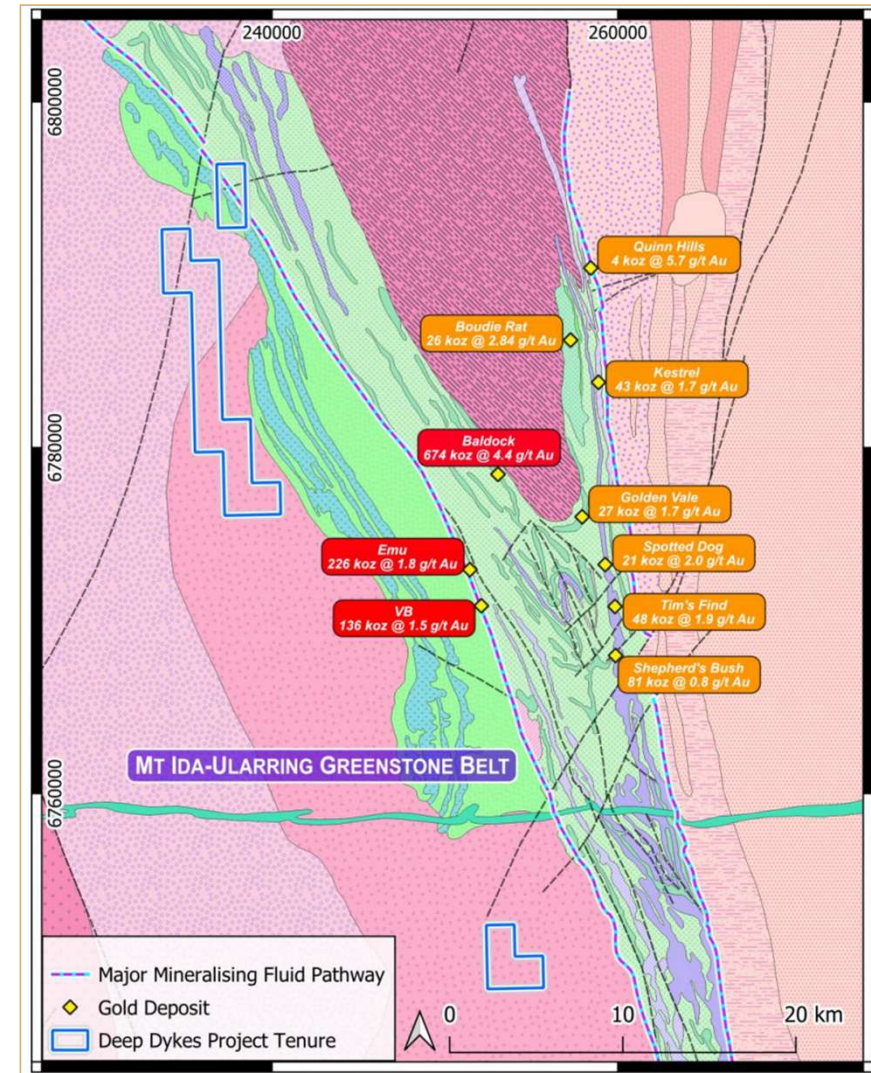 240000
260000
6800000
Quinn Hills
4 koz @ 5.7 g/t Au
Boudie Rat
26 koz @ 2.84 g/t Au
Kestrel
43 koz @ 1.7 g/t Au
6780000
Baldock
674 koz @ 4.4 g/t Au
Golden Vale
27 koz @ 1.7 g/t Au
Spotted Dog
21 koz @ 2.0 g/t Au
Emu
226 koz @ 1.8 g/t Au
Tim's Find
48 koz @ 1.9 g/t Au
VB
136 koz @ 1.5 g/t Au
Shepherd's Bush
81 koz @ 0.8 g/t Au
MT IDA-ULARRING GREENSTONE BELT
6760000
Major Mineralising Fluid Pathway
Gold Deposit
Deep Dykes Project Tenure
0 10 20 km